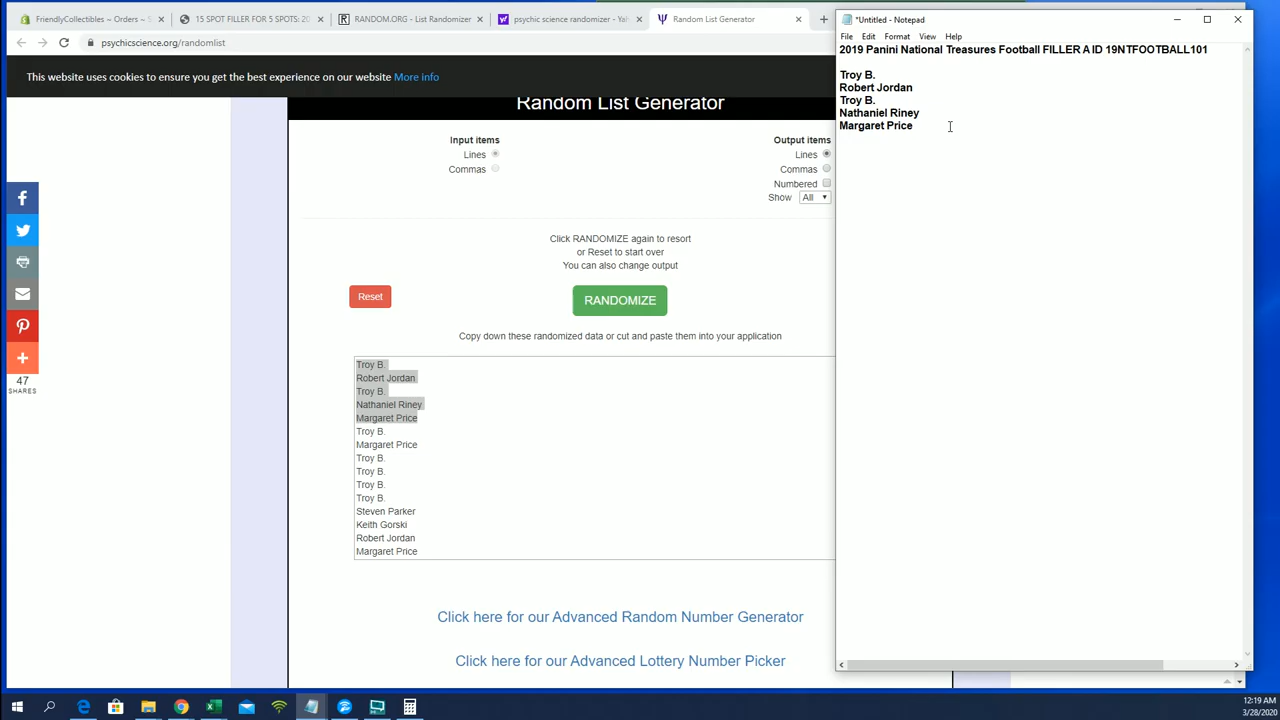 FriendlyCollectibles ~ Orders ~ S
15 SPOT FILLER FOR 5 SPOTS: 20
RANDOM.ORG - List Randomizer
psychic science randomizer - Yah
Random List Generator
psychicscience.org/randomlist
This website uses cookies to ensure you get the best experience on our website More info
Random List Generator
Input items
Lines
Commas
Output items
Lines
Commas
Numbered
Show All
Click RANDOMIZE again to resort
or Reset to start over
You can also change output
Reset
RANDOMIZE
Copy down these randomized data or cut and paste them into your application
Troy B.
Robert Jordan
Troy B.
Nathaniel Riney
Margaret Price
Troy B.
Margaret Price
Troy B.
Troy B.
Troy B.
Troy B.
Steven Parker
Keith Gorski
Robert Jordan
Margaret Price
Click here for our Advanced Random Number Generator
Click here for our Advanced Lottery Number Picker
47
SHARES
*Untitled - Notepad
File Edit Format View Help
2019 Panini National Treasures Football FILLER A ID 19NTFOOTBALL101
Troy B.
Robert Jordan
Troy B.
Nathaniel Riney
Margaret Price
12:19 AM
3/28/2020